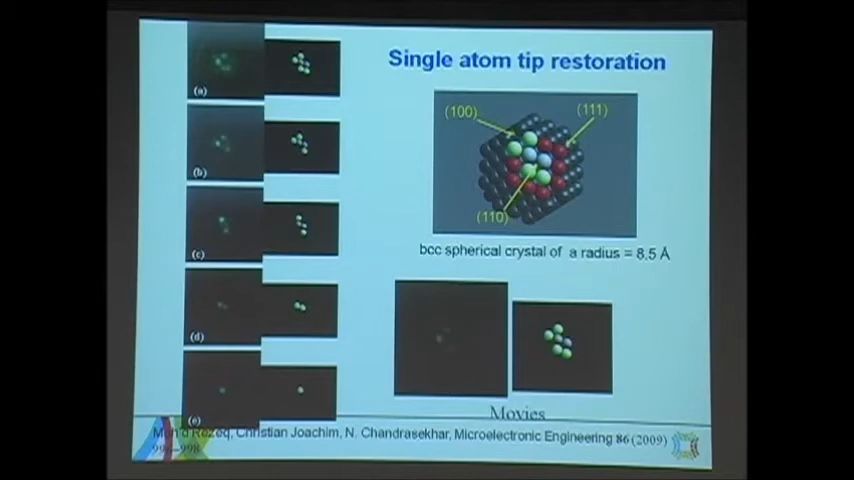 Single atom tip restoration
(a)
(b)
(c)
(d)
(e)
(100)
(111)
(110)
bcc spherical crystal of a radius = 8.5 Å
Movies
Moh'd Rezeq, Christian Joachim, N. Chandrasekhar, Microelectronic Engineering 86 (2009)